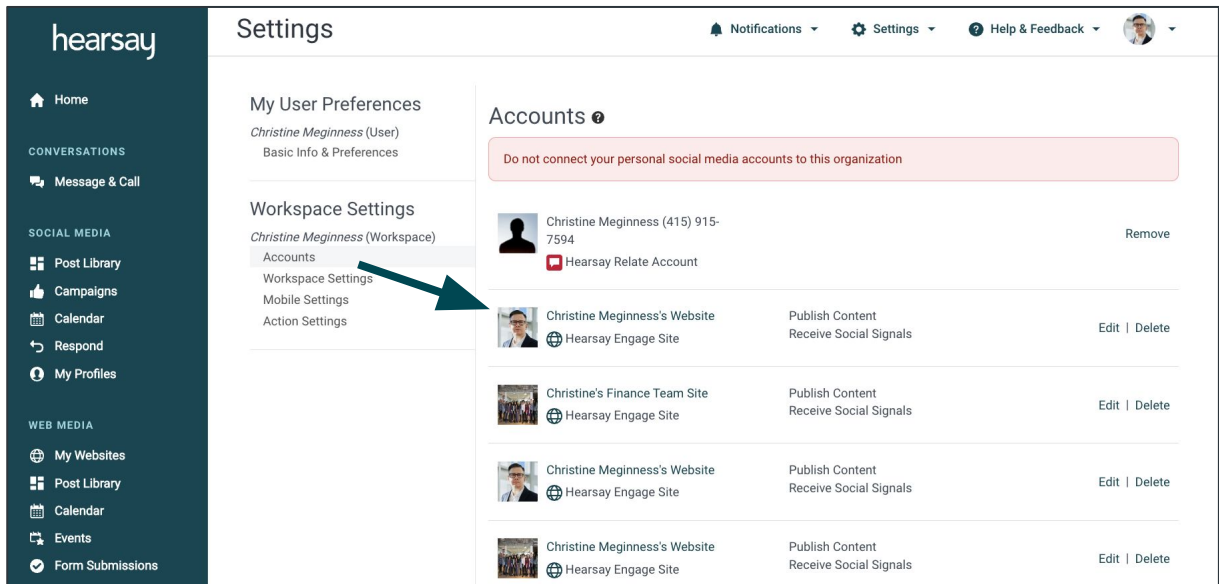 hearsay
Home
CONVERSATIONS
Message & Call
SOCIAL MEDIA
Post Library
Campaigns
Calendar
Respond
My Profiles
WEB MEDIA
My Websites
Post Library
Calendar
Events
Form Submissions
Settings
Notifications
Settings
Help & Feedback
My User Preferences
Christine Meginness (User)
Basic Info & Preferences
Workspace Settings
Christine Meginness (Workspace)
Accounts
Workspace Settings
Mobile Settings
Action Settings
Accounts
Do not connect your personal social media accounts to this organization
Christine Meginness (415) 915-
7594
Hearsay Relate Account
Remove
Christine Meginness's Website
Hearsay Engage Site
Publish Content
Receive Social Signals
Edit | Delete
Christine's Finance Team Site
Hearsay Engage Site
Publish Content
Receive Social Signals
Edit | Delete
Christine Meginness's Website
Hearsay Engage Site
Publish Content
Receive Social Signals
Edit | Delete
Christine Meginness's Website
Hearsay Engage Site
Publish Content
Receive Social Signals
Edit | Delete